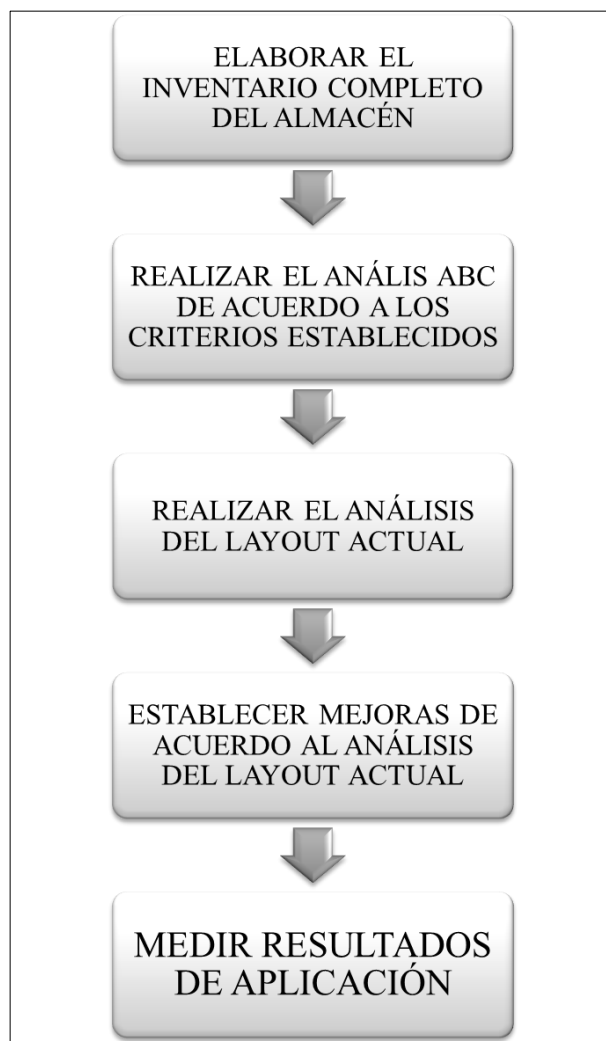 ELABORAR EL
INVENTARIO COMPLETO
DEL ALMACÉN
REALIZAR EL ANÁLIS ABC
DE ACUERDO A LOS
CRITERIOS ESTABLECIDOS
REALIZAR EL ANÁLISIS
DEL LAYOUT ACTUAL
ESTABLECER MEJORAS DE
ACUERDO AL ANÁLISIS
DEL LAYOUT ACTUAL
MEDIR RESULTADOS
DE APLICACIÓN